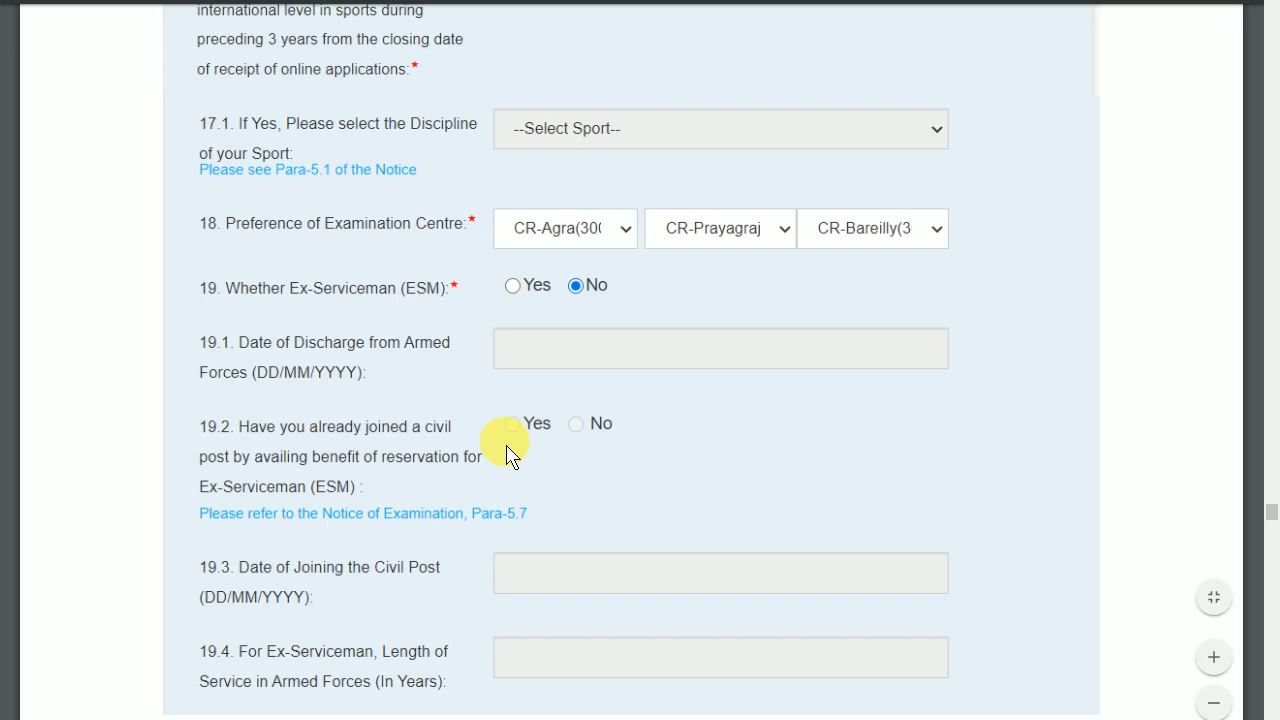 international level in sports during
preceding 3 years from the closing date
of receipt of online applications:*
17.1. If Yes, Please select the Discipline
of your Sport:
--Select Sport--
Please see Para-5.1 of the Notice
18. Preference of Examination Centre:*
CR-Agra(300
CR-Prayagraj
CR-Bareilly(3
19. Whether Ex-Serviceman (ESM):*
Yes
No
19.1. Date of Discharge from Armed
Forces (DD/MM/YYYY):
19.2. Have you already joined a civil
post by availing benefit of reservation for
Ex-Serviceman (ESM) :
Yes
No
Please refer to the Notice of Examination, Para-5.7
19.3. Date of Joining the Civil Post
(DD/MM/YYYY):
19.4. For Ex-Serviceman, Length of
Service in Armed Forces (In Years):